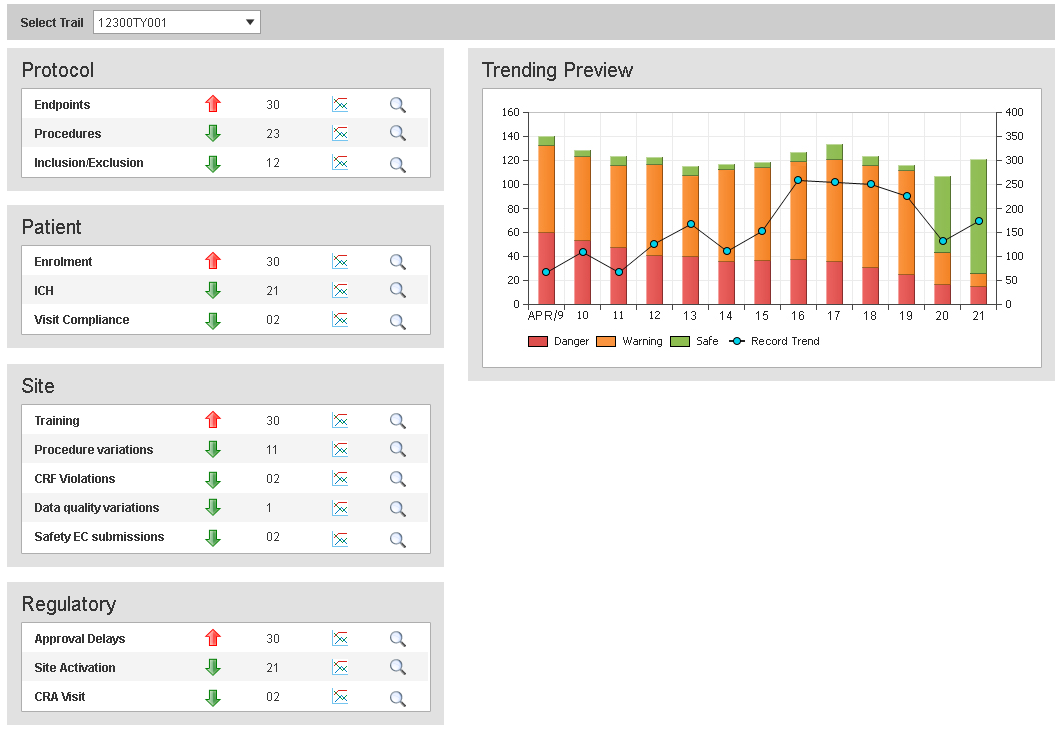 Select Trail 12300TY001
Protocol
Endpoints 30
Procedures 23
Inclusion/Exclusion 12
Patient
Enrolment 30
ICH 21
Visit Compliance 02
Site
Training 30
Procedure variations 11
CRF Violations 02
Data quality variations 1
Safety EC submissions 02
Regulatory
Approval Delays 30
Site Activation 21
CRA Visit 02
Trending Preview
160 400
140 350
120 300
100 250
80 200
60 150
40 100
20 50
0 0
APR/9 10 11 12 13 14 15 16 17 18 19 20 21
Danger Warning Safe Record Trend